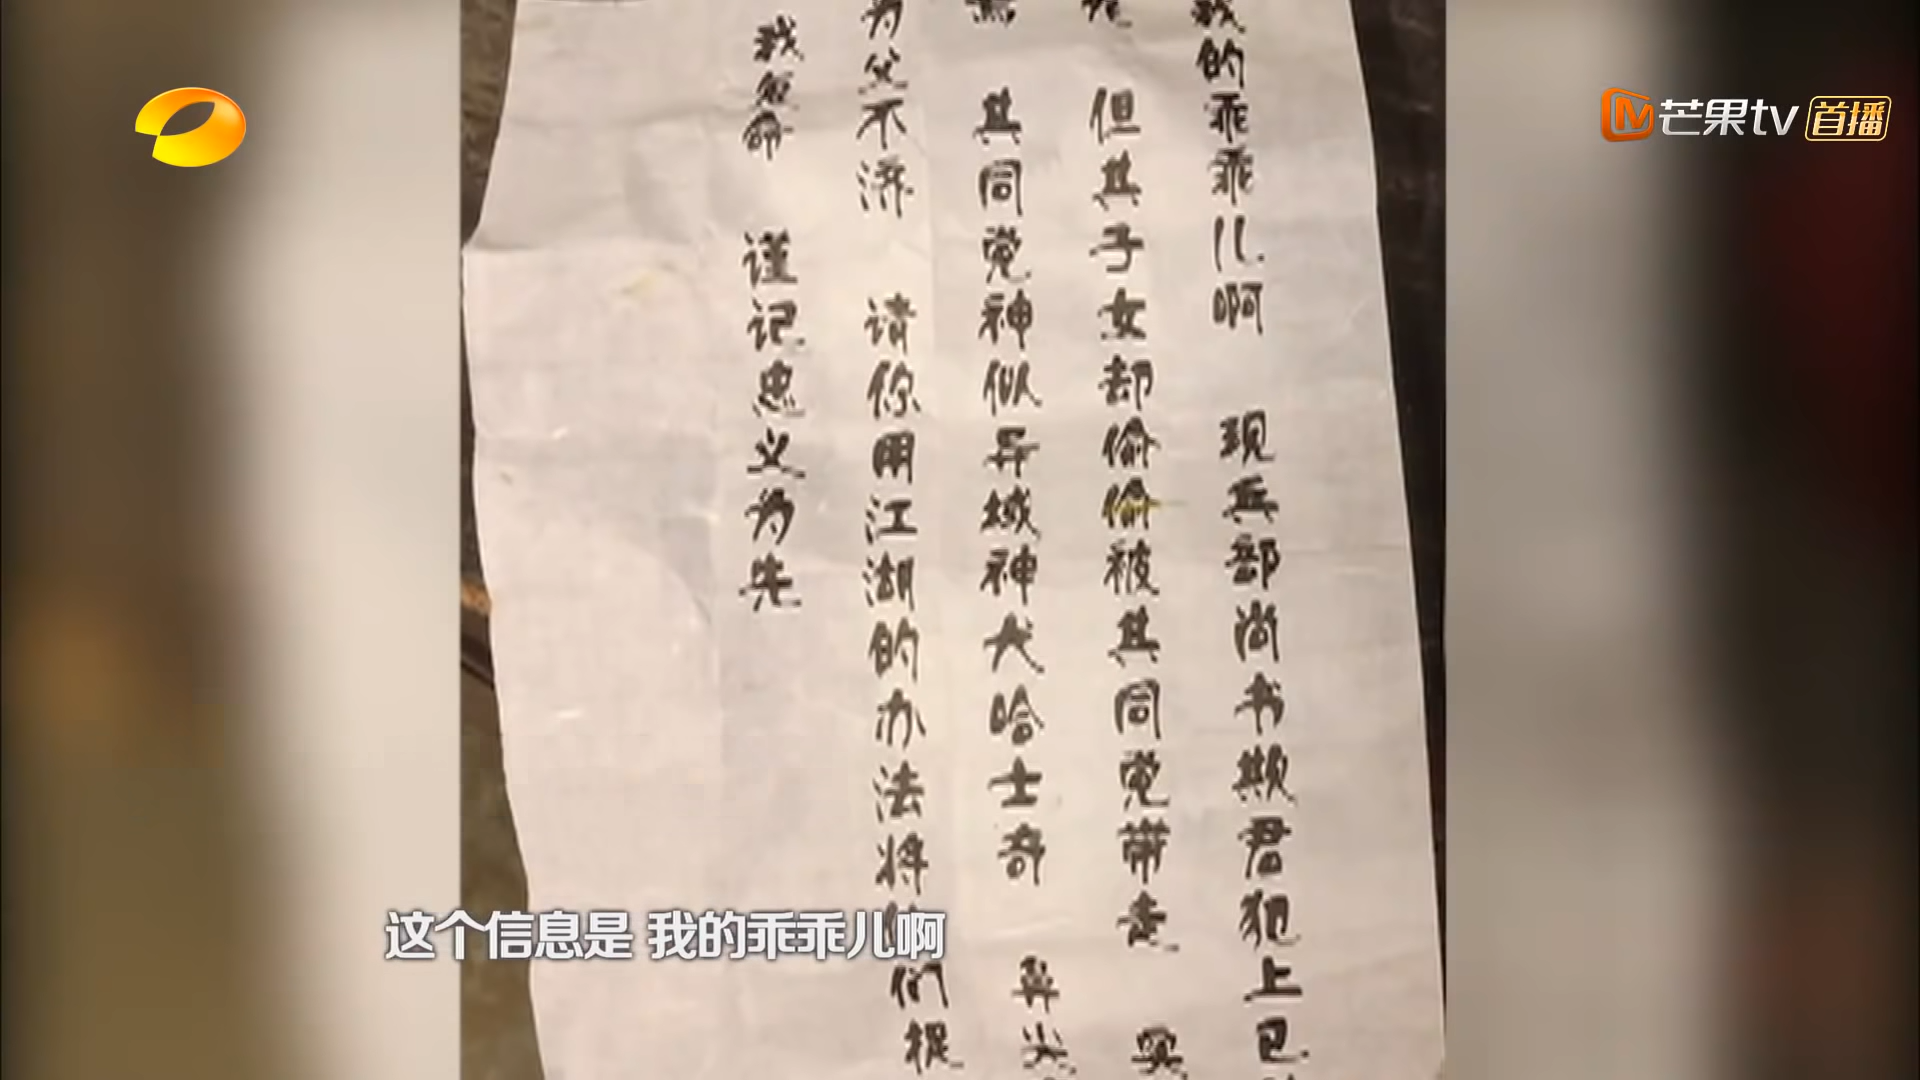 芒果tv 首播
我的乖乖儿啊 现兵部尚书欺君犯上已
但其子女却偷偷被其同党带走 实
其同党神似异域神犬哈士奇 鼻尖
为父不济 请你用江湖的办法将他们捉
我命 谨记忠义为先
这个信息是 我的乖乖儿啊